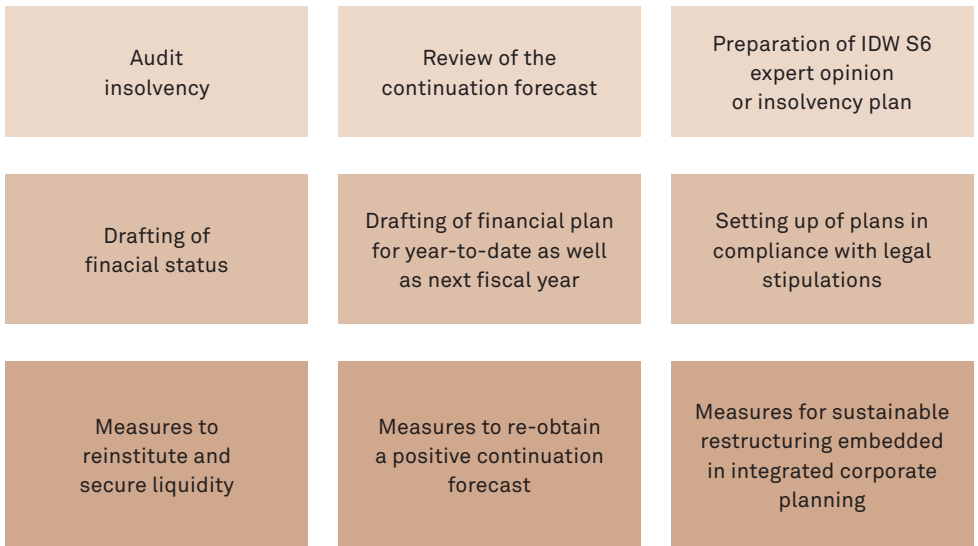 Audit
insolvency
Review of the
continuation forecast
Preparation of IDW S6
expert opinion
or insolvency plan
Drafting of
finacial status
Drafting of financial plan
for year-to-date as well
as next fiscal year
Setting up of plans in
compliance with legal
stipulations
Measures to
reinstitute and
secure liquidity
Measures to re-obtain
a positive continuation
forecast
Measures for sustainable
restructuring embedded
in integrated corporate
planning